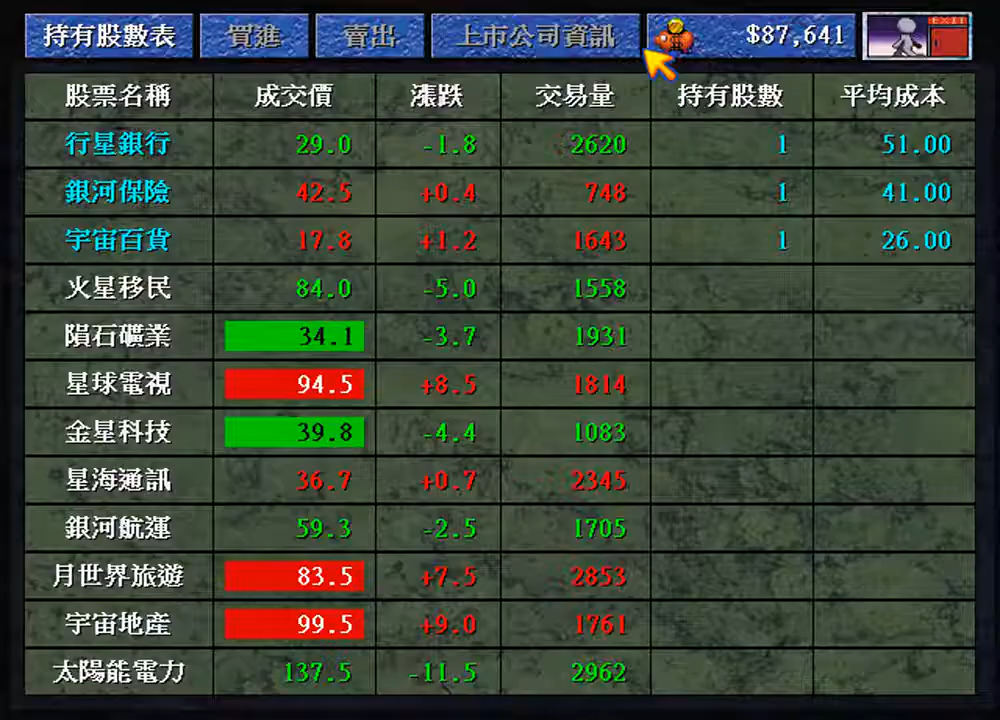 持有股數表 買進 賣出 上市公司資訊 $87,641 EXIT
股票名稱 成交價 漲跌 交易量 持有股數 平均成本
行星銀行 29.0 -1.8 2620 1 51.00
銀河保險 42.5 +0.4 748 1 41.00
宇宙百貨 17.8 +1.2 1643 1 26.00
火星移民 84.0 -5.0 1558
隕石礦業 34.1 -3.7 1931
星球電視 94.5 +8.5 1814
金星科技 39.8 -4.4 1083
星海通訊 36.7 +0.7 2345
銀河航運 59.3 -2.5 1705
月世界旅遊 83.5 +7.5 2853
宇宙地產 99.5 +9.0 1761
太陽能電力 137.5 -11.5 2962